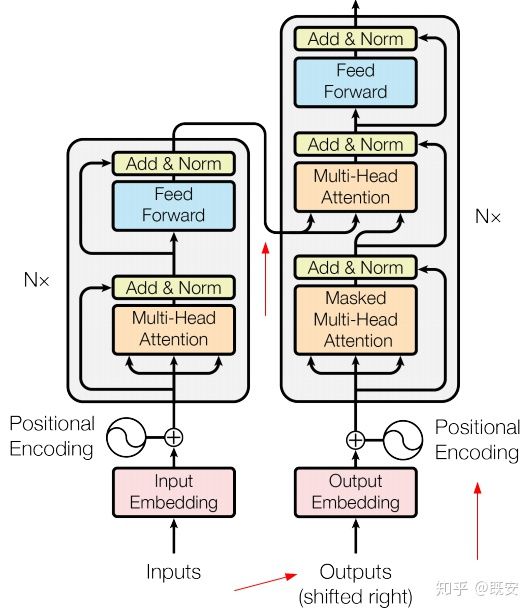 Add & Norm
Feed
Forward
Add & Norm
Multi-Head
Attention
Add & Norm
Masked
Multi-Head
Attention
N×
Positional
Encoding
Output
Embedding
Outputs
(shifted right)
Add & Norm
Feed
Forward
Add & Norm
Multi-Head
Attention
N×
Positional
Encoding
Input
Embedding
Inputs
知乎 @既安